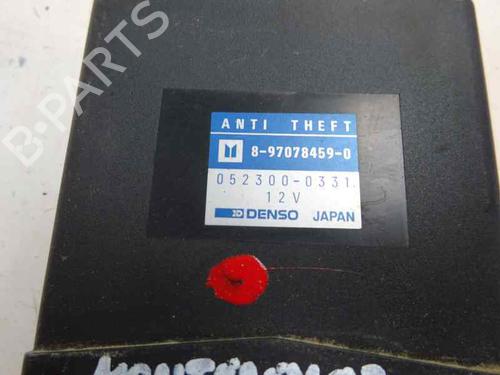 B-PARTS
ANTI THEFT
8-97078459-0
052300-0331.
12V
DENSO JAPAN